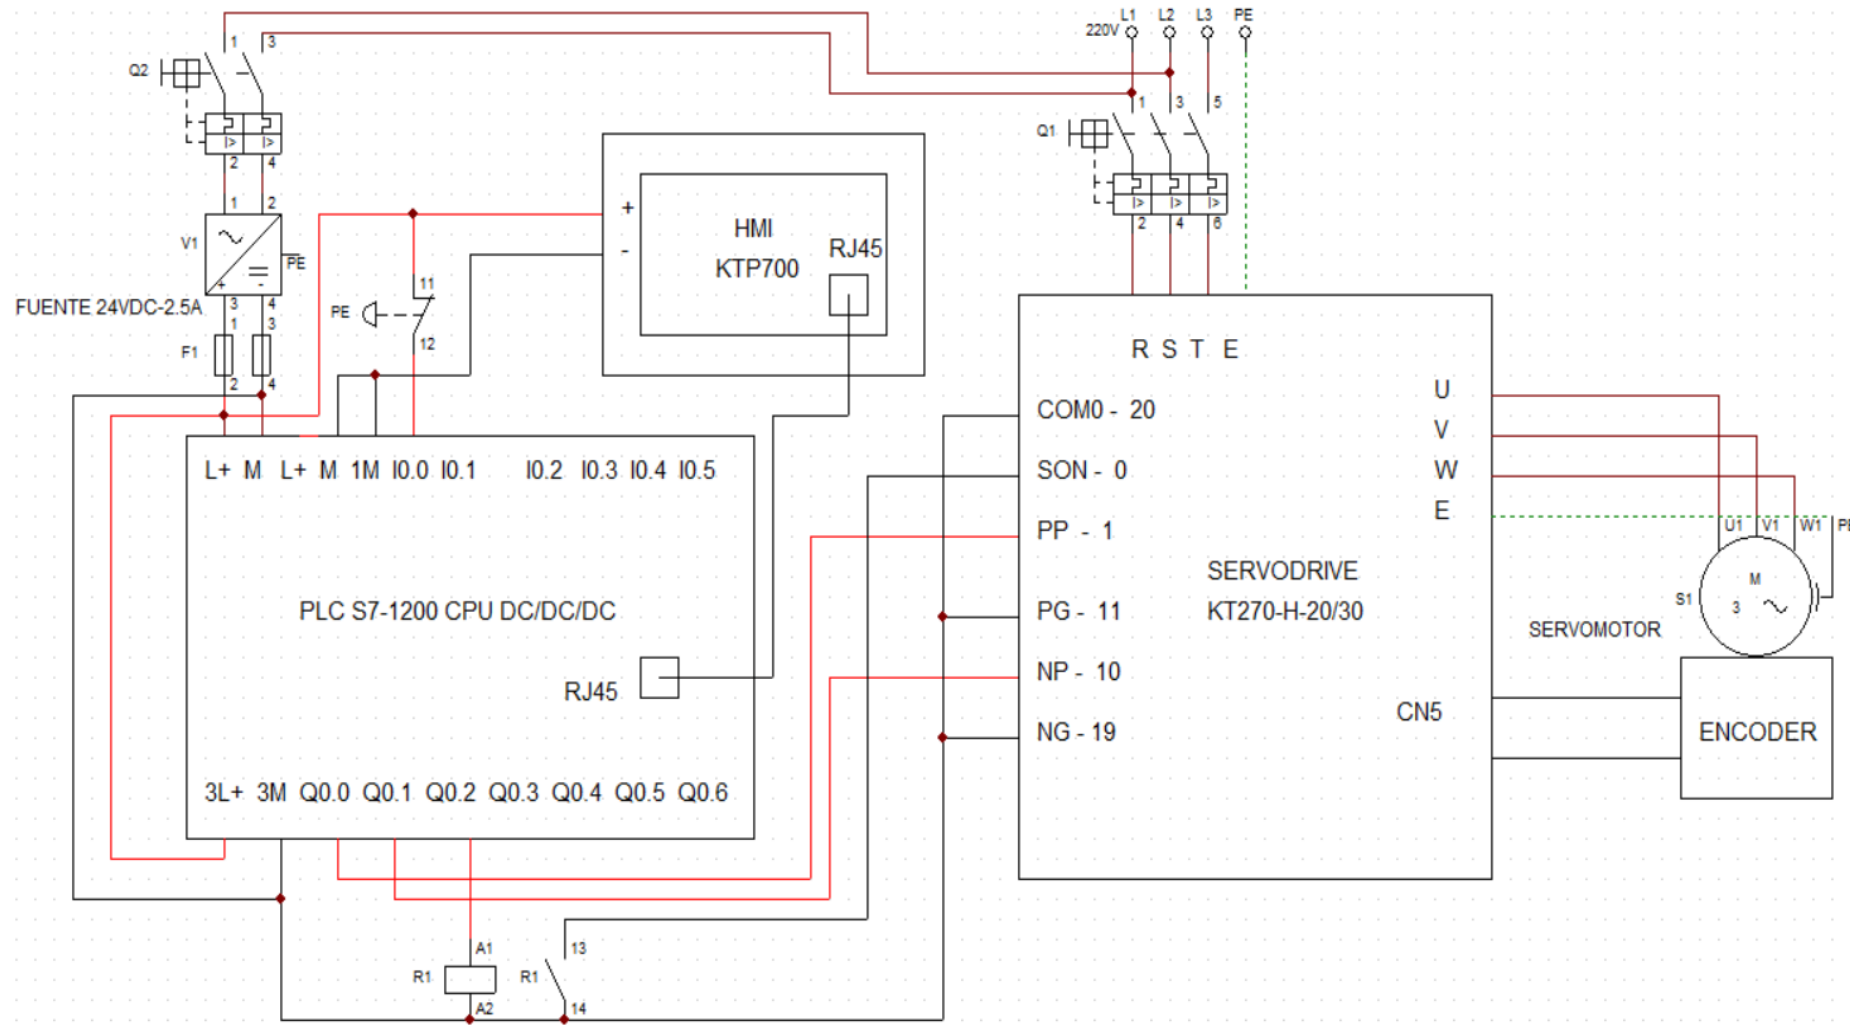 L1 L2 L3 PE
220V
1 3
Q2
1 3 5
Q1
I> I>
2 4
I> I> I>
2 4 6
1 2
V1
PE
+ -
3 4
FUENTE 24VDC-2.5A
1 3
F1
2 4
+
-
HMI
KTP700
RJ45
11
PE
12
L+ M L+ M 1M I0.0 I0.1 I0.2 I0.3 I0.4 I0.5
PLC S7-1200 CPU DC/DC/DC
RJ45
3L+ 3M Q0.0 Q0.1 Q0.2 Q0.3 Q0.4 Q0.5 Q0.6
A1
R1
A2
13
R1
14
R S T E
COM0 - 20
SON - 0
PP - 1
PG - 11
NP - 10
NG - 19
SERVODRIVE
KT270-H-20/30
U
V
W
E
CN5
U1 V1 W1 PE
M
3
S1
SERVOMOTOR
ENCODER